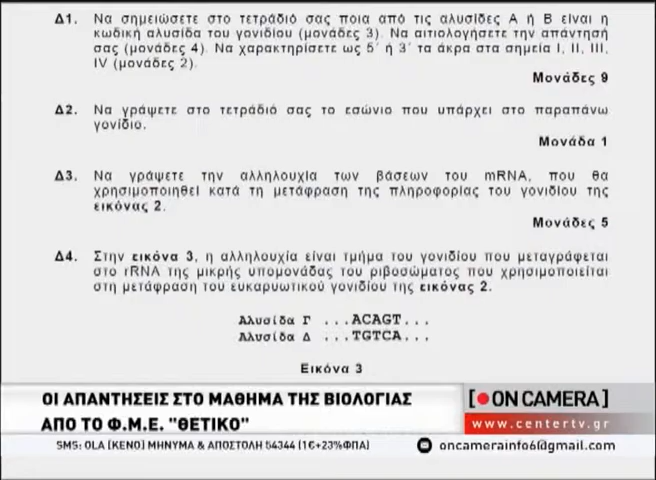 Δ1. Να σημειώσετε στο τετράδιό σας ποια από τις αλυσίδες Α ή Β είναι η
κωδική αλυσίδα του γονιδίου (μονάδες 3). Να αιτιολογήσετε την απάντησή
σας (μονάδες 4). Να χαρακτηρίσετε ως 5΄ ή 3΄ τα άκρα στα σημεία Ι, ΙΙ, ΙΙΙ,
IV (μονάδες 2).
Μονάδες 9
Δ2. Να γράψετε στο τετράδιό σας το εσώνιο που υπάρχει στο παραπάνω
γονίδιο.
Μονάδα 1
Δ3. Να γράψετε την αλληλουχία των βάσεων του mRNA, που θα
χρησιμοποιηθεί κατά τη μετάφραση της πληροφορίας του γονιδίου της
εικόνας 2.
Μονάδες 5
Δ4. Στην εικόνα 3, η αλληλουχία είναι τμήμα του γονιδίου που μεταγράφεται
στο rRNA της μικρής υπομονάδας του ριβοσώματος που χρησιμοποιείται
στη μετάφραση του ευκαρυωτικού γονιδίου της εικόνας 2.
Αλυσίδα Γ ...ACAGT...
Αλυσίδα Δ ...TGTCA...
Εικόνα 3
ΟΙ ΑΠΑΝΤΗΣΕΙΣ ΣΤΟ ΜΑΘΗΜΑ ΤΗΣ ΒΙΟΛΟΓΙΑΣ
ΑΠΟ ΤΟ Φ.Μ.Ε. "ΘΕΤΙΚΟ"
[ON CAMERA]
www.centertv.gr
SMS: OLA (ΚΕΝΟ) ΜΗΝΥΜΑ & ΑΠΟΣΤΟΛΗ 54344 (1€+23%ΦΠΑ)
oncamerainfo6@gmail.com